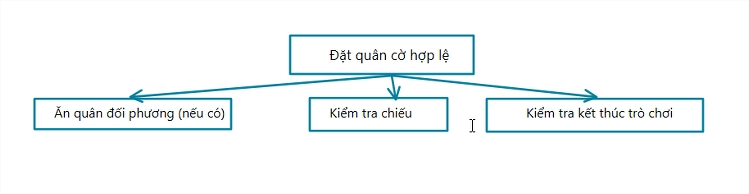 Đặt quân cờ hợp lệ
Ăn quân đối phương (nếu có)
Kiểm tra chiếu
Kiểm tra kết thúc trò chơi